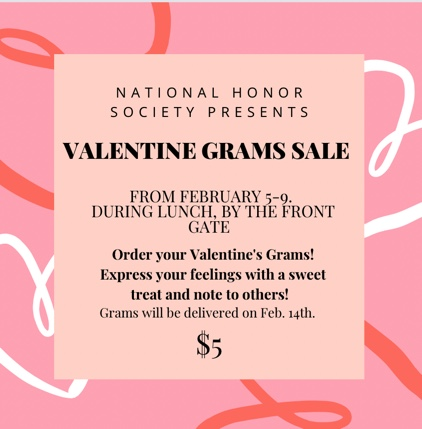 NATIONAL HONOR
SOCIETY PRESENTS
VALENTINE GRAMS SALE
FROM FEBRUARY 5-9.
DURING LUNCH, BY THE FRONT
GATE
Order your Valentine's Grams!
Express your feelings with a sweet
treat and note to others!
Grams will be delivered on Feb. 14th.
$5